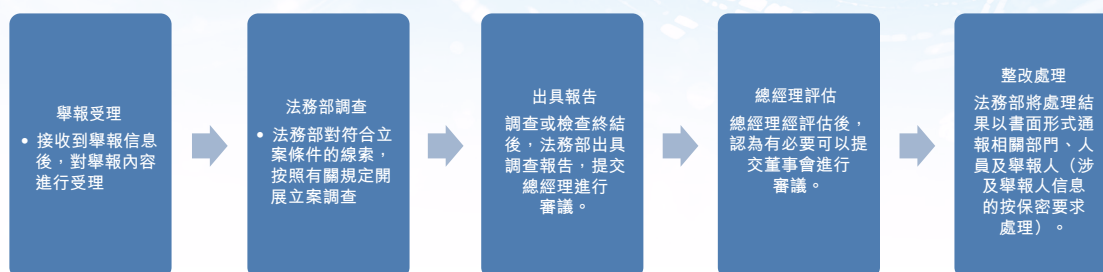 舉報受理
• 接收到舉報信息
後，對舉報內容
進行受理
法務部調查
• 法務部對符合立
案條件的線索，
按照有關規定開
展立案調查
出具報告
調查或檢查終結
後，法務部出具
調查報告，提交
總經理進行
審議。
總經理評估
總經理經評估後，
認為有必要可以提
交董事會進行
審議。
整改處理
法務部將處理結
果以書面形式通
報相關部門、人
員及舉報人（涉
及舉報人信息
的按保密要求
處理）。